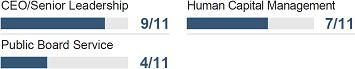 CEO/Senior Leadership
9/11
Human Capital Management
7/11
Public Board Service
4/11